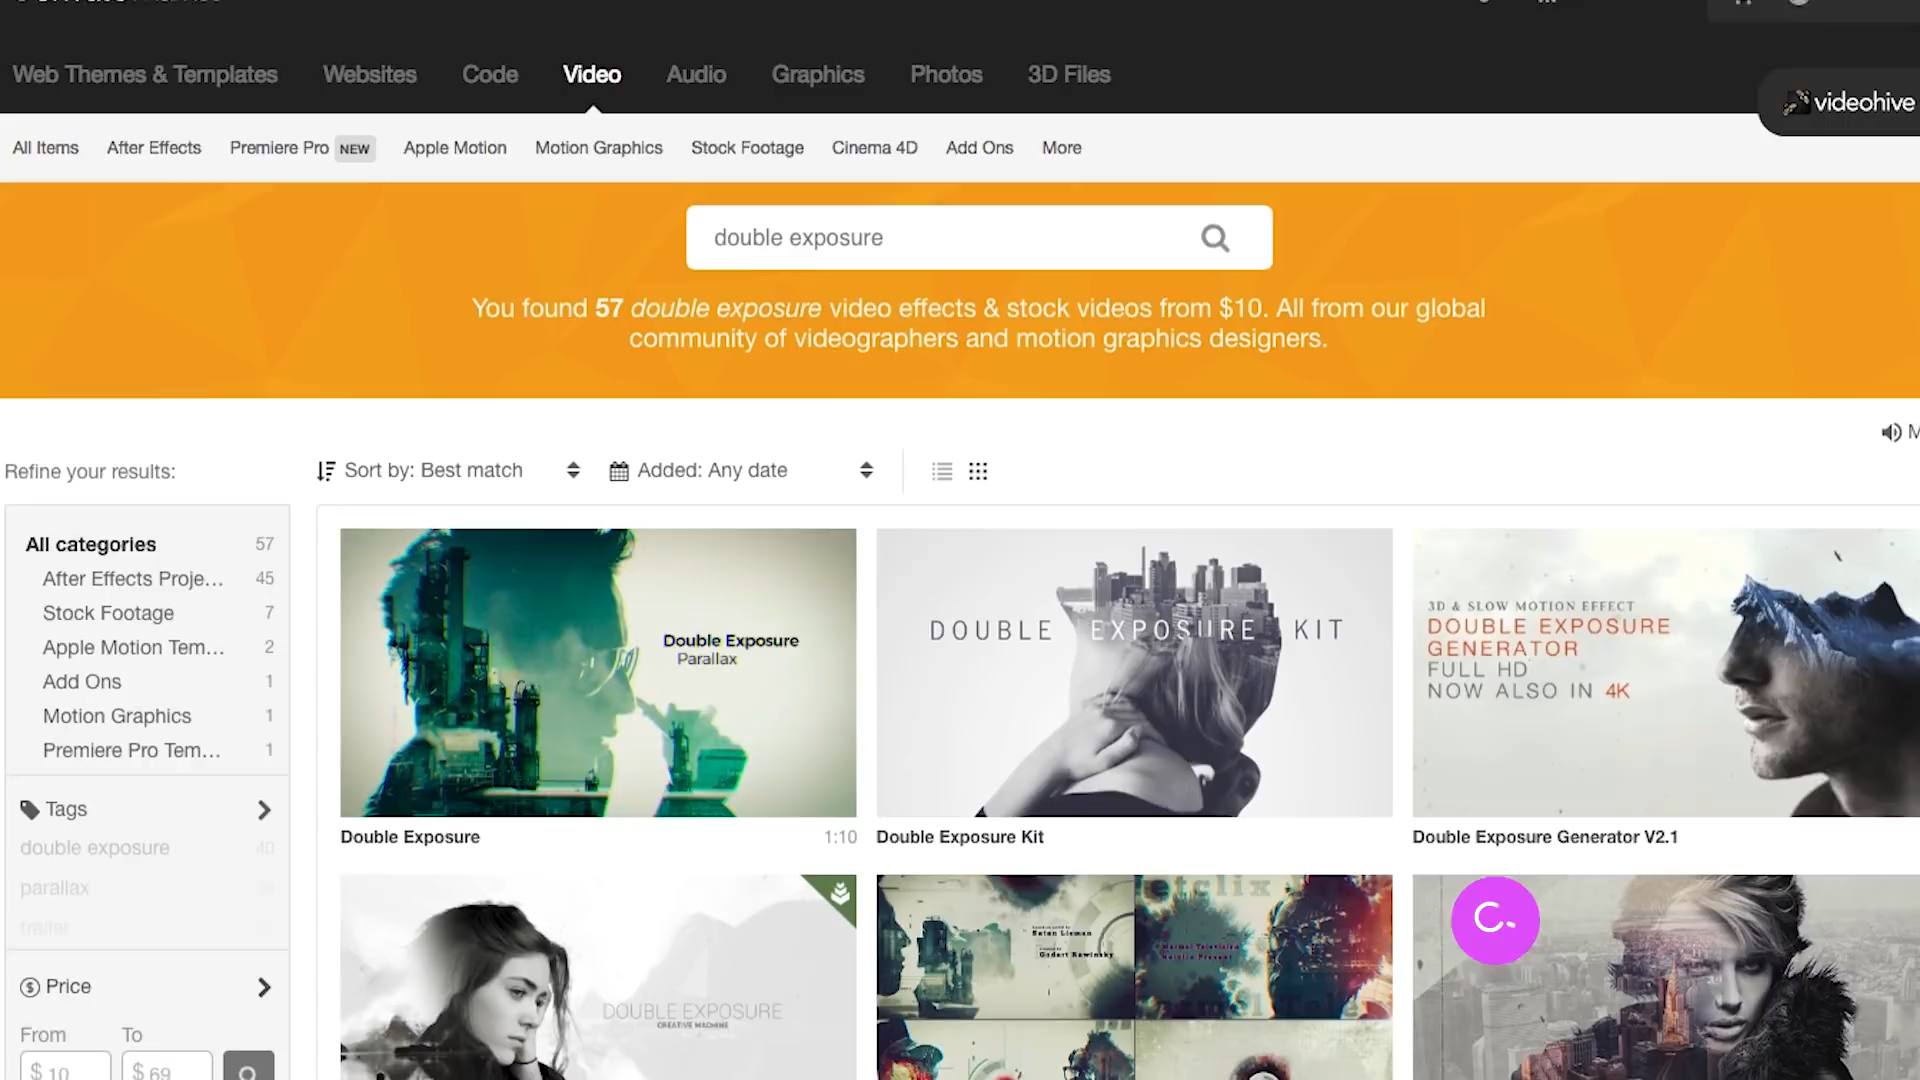 Web Themes & Templates Websites Code Video Audio Graphics Photos 3D Files
videohive
All Items After Effects Premiere Pro NEW Apple Motion Motion Graphics Stock Footage Cinema 4D Add Ons More
double exposure
You found 57 double exposure video effects & stock videos from $10. All from our global
community of videographers and motion graphics designers.
Refine your results:
Sort by: Best match
Added: Any date
All categories 57
After Effects Proje... 45
Stock Footage 7
Apple Motion Tem... 2
Add Ons 1
Motion Graphics 1
Premiere Pro Tem... 1
Tags
double exposure 40
parallax
trailer
Price
From To
$ 10 $ 69
Double Exposure
Parallax
Double Exposure 1:10
DOUBLE EXPOSURE KIT
Double Exposure Kit
3D & SLOW MOTION EFFECT
DOUBLE EXPOSURE
GENERATOR
FULL HD
NOW ALSO IN 4K
Double Exposure Generator V2.1
DOUBLE EXPOSURE
CREATIVE MACHINE